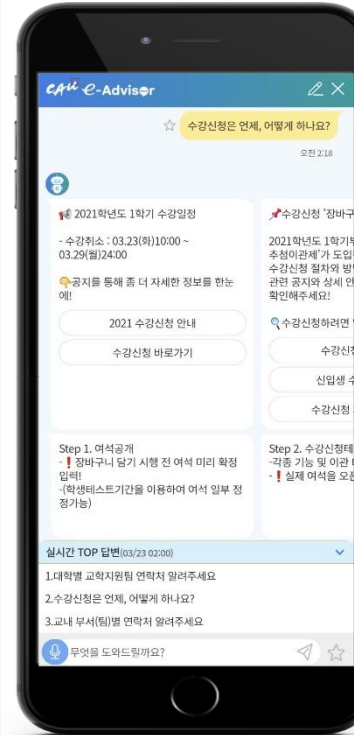 CAU e-Advisor
수강신청은 언제, 어떻게 하나요?
오전 2:18
2021학년도 1학기 수강일정
- 수강취소 : 03.23(화)10:00 ~
03.29(월)24:00
공지를 통해 좀 더 자세한 정보를 한눈
에!
2021 수강신청 안내
수강신청 바로가기
수강신청 '장바구
2021학년도 1학기부
추첨이관제'가 도입
수강신청 절차와 방
관련 공지와 상세 안
확인해주세요!
수강신청하려면
수강신청
신입생 수
수강신청
Step 1. 여석공개
-❗장바구니 담기 시행 전 여석 미리 확정
입력!
-(학생테스트기간을 이용하여 여석 일부 정
정가능)
Step 2. 수강신청테
-각종 기능 및 이관
-❗실제 여석을 오픈
실시간 TOP 답변(03/23 02:00)
1.대학별 교학지원팀 연락처 알려주세요
2.수강신청은 언제, 어떻게 하나요?
3.교내 부서(팀)별 연락처 알려주세요
무엇을 도와드릴까요?